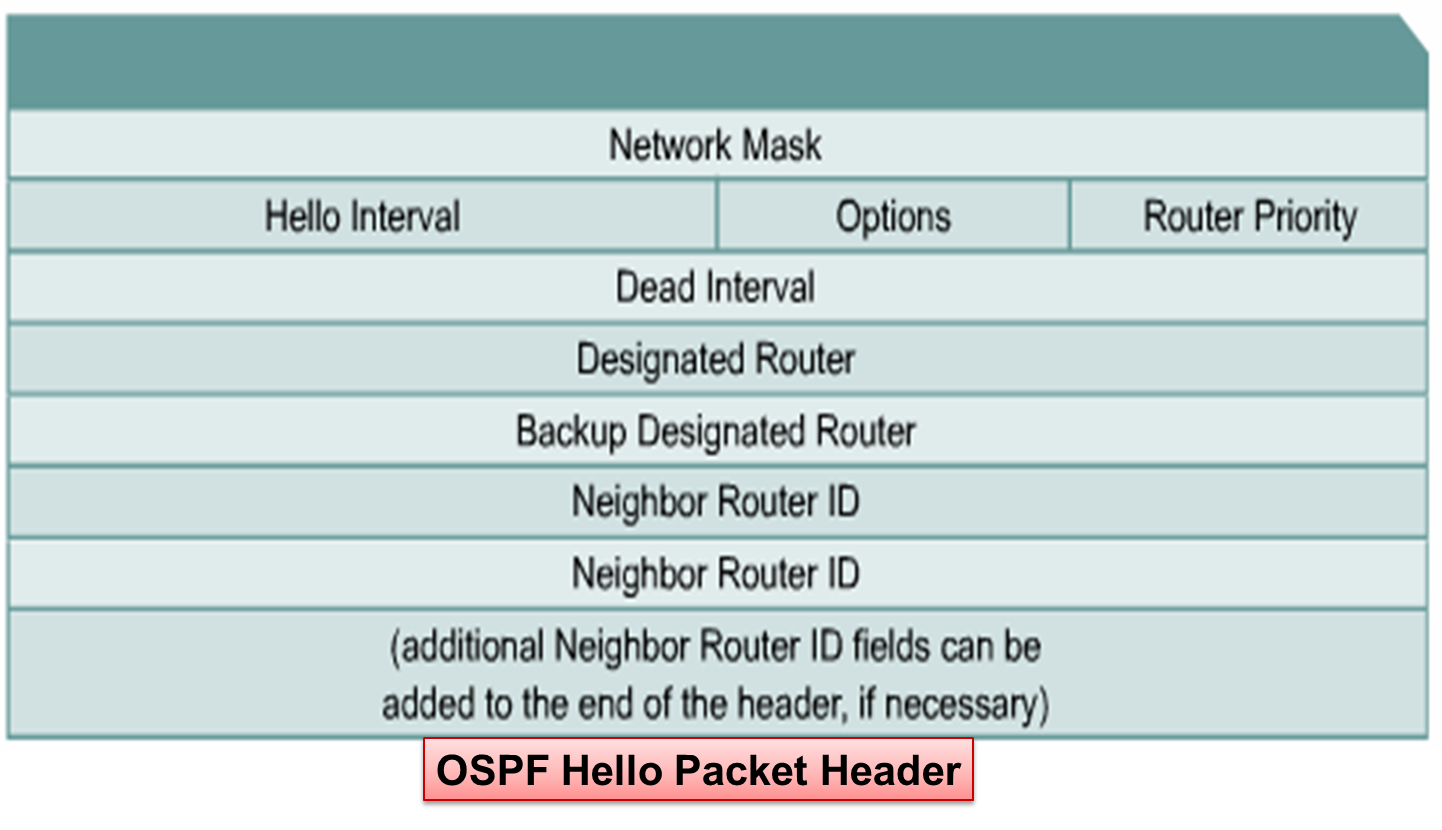 Network Mask
Hello Interval Options Router Priority
Dead Interval
Designated Router
Backup Designated Router
Neighbor Router ID
Neighbor Router ID
(additional Neighbor Router ID fields can be
added to the end of the header, if necessary)
OSPF Hello Packet Header